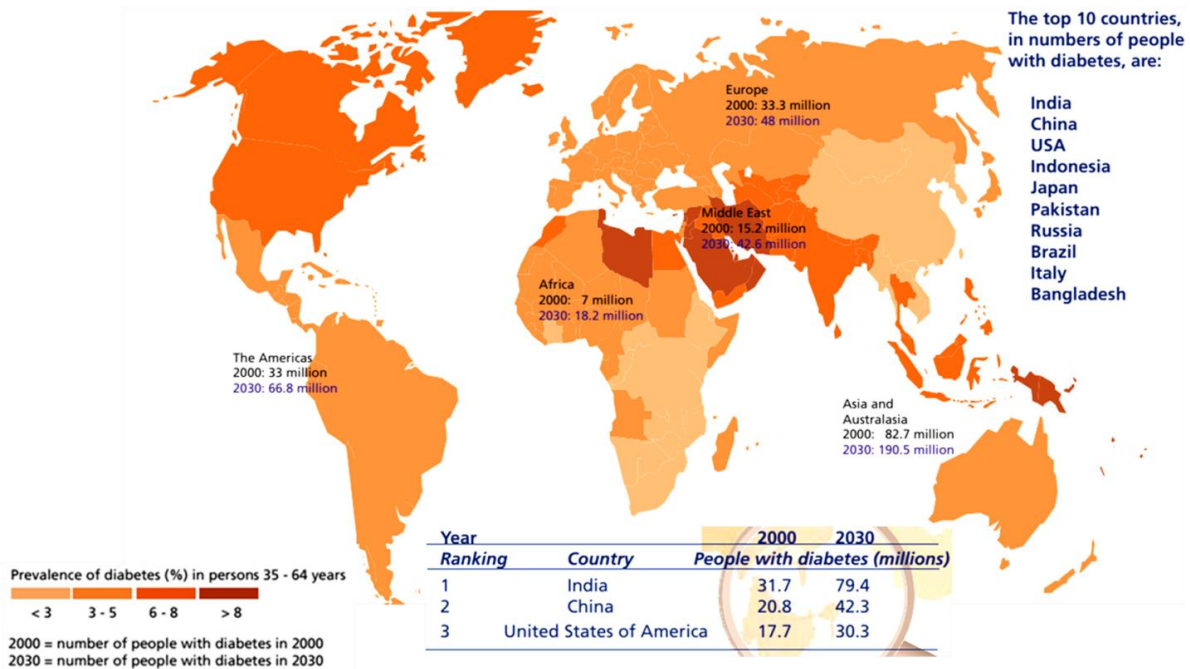 The top 10 countries,
in numbers of people
with diabetes, are:
India
China
USA
Indonesia
Japan
Pakistan
Russia
Brazil
Italy
Bangladesh
Europe
2000: 33.3 million
2030: 48 million
Middle East
2000: 15.2 million
2030: 42.6 million
Africa
2000: 7 million
2030: 18.2 million
The Americas
2000: 33 million
2030: 66.8 million
Asia and
Australasia
2000: 82.7 million
2030: 190.5 million
Year 2000 2030
Ranking Country People with diabetes (millions)
1 India 31.7 79.4
2 China 20.8 42.3
3 United States of America 17.7 30.3
Prevalence of diabetes (%) in persons 35 - 64 years
< 3 3 - 5 6 - 8 > 8
2000 = number of people with diabetes in 2000
2030 = number of people with diabetes in 2030